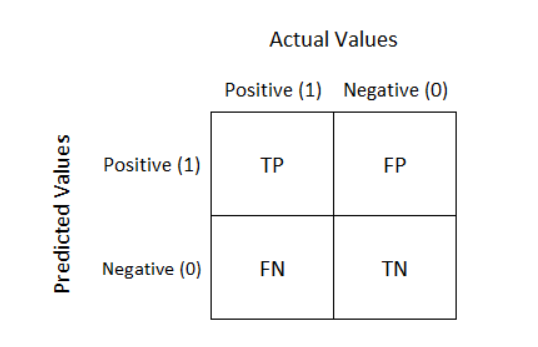 Actual Values
Positive (1) Negative (0)
Predicted Values
Positive (1) TP FP
Negative (0) FN TN